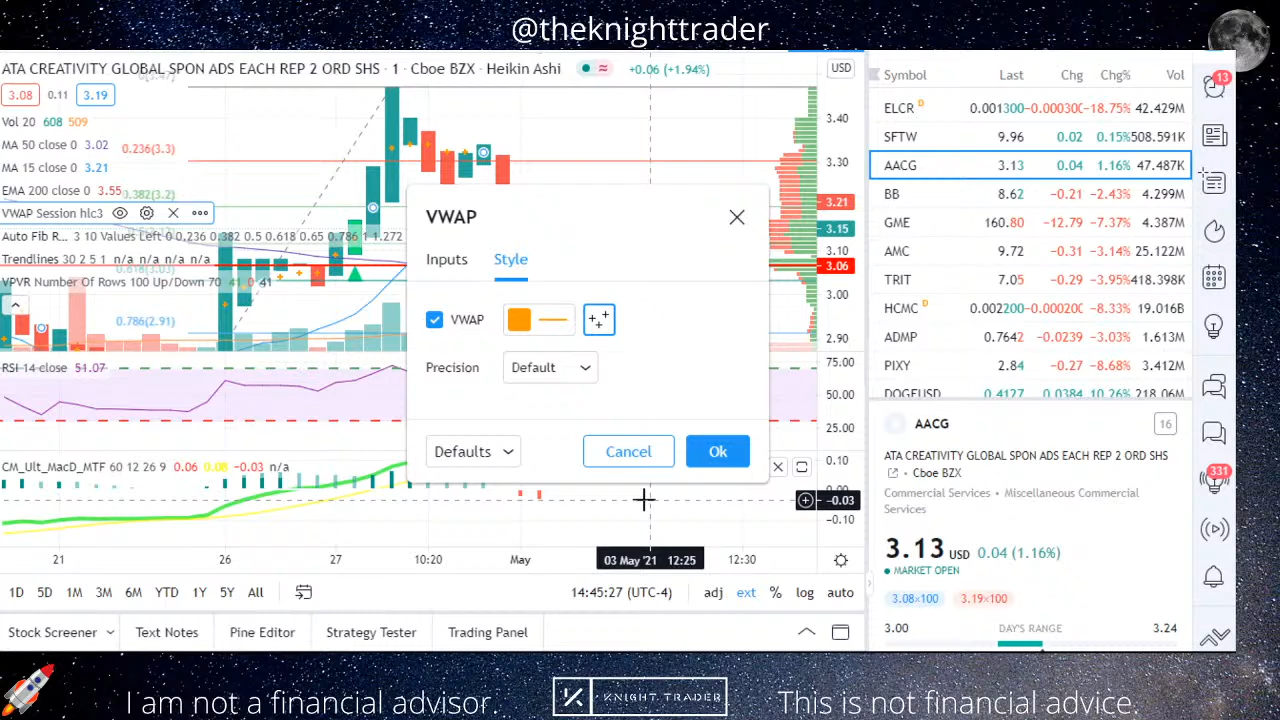 @theknighttrader
ATA CREATIVITY GLOBAL SPON ADS EACH REP 2 ORD SHS · 1 · Cboe BZX · Heikin Ashi
+0.06 (+1.94%)
USD
3.08 0.11 3.19
Vol 20 608 509
MA 50 close 0 3.02
0.236(3.3)
MA 15 close 0
EMA 200 close
0.382(3.2)
VWAP Session
Auto Fib R...
0 0.236 0.382 0.5 0.618 0.65 0.786 1 1.272
Trendlines 30 2 5 1 n/a n/a n/a n/a
0.618(3.03)
VPVR Number Of Rows 100 Up/Down 70 41 0 41
0.786(2.91)
3.40
3.30
3.21
3.15
3.10
3.06
3.00
2.90
VWAP
Inputs Style
VWAP
Precision Default
Defaults Cancel Ok
RSI 14 close 51.07
75.00
50.00
25.00
CM_Ult_MacD_MTF 60 12 26 9 0.06 0.08 −0.03 n/a
0.10
0.00
−0.03
−0.10
21 26 27 10:20 May 03 May '21 12:25 12:30
1D 5D 1M 3M 6M YTD 1Y 5Y All 14:45:27 (UTC-4) adj ext % log auto
Stock Screener Text Notes Pine Editor Strategy Tester Trading Panel
Symbol Last Chg Chg% Vol
ELCR D 0.001300 -0.00030( -18.75% 42.429M
SFTW 9.96 0.02 0.15% 508.591K
AACG 3.13 0.04 1.16% 47.487K
BB 8.62 -0.21 -2.43% 4.299M
GME 160.80 -12.79 -7.37% 4.387M
AMC 9.72 -0.31 -3.14% 25.122M
TRIT 7.05 -0.29 -3.95% 418.398K
HCMC D 0.002200 -0.00020( -8.33% 19.016B
ADMP 0.7642 -0.0239 -3.03% 1.613M
PIXY 2.84 -0.27 -8.68% 3.412M
DOGEUSD 0.4127 0.0384 10.26% 218.06M
AACG
16
ATA CREATIVITY GLOBAL SPON ADS EACH REP 2 ORD SHS
• Cboe BZX
Commercial Services • Miscellaneous Commercial
Services
3.13 USD 0.04 (1.16%)
MARKET OPEN
3.08×100 3.19×100
3.00 DAY'S RANGE 3.24
13
331
I am not a financial advisor.
KNIGHT TRADER
This is not financial advice.